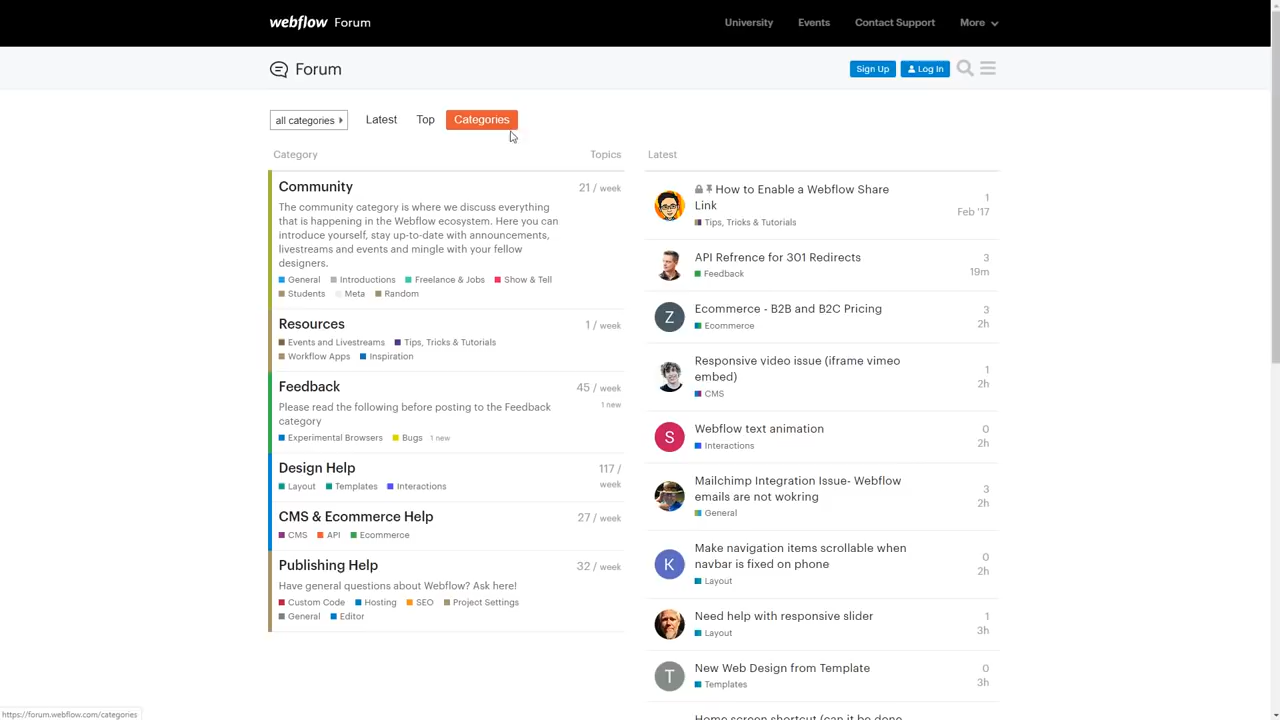 webflow Forum
University Events Contact Support More
Forum
Sign Up Log In
all categories Latest Top Categories
Category Topics
Community 21 / week
The community category is where we discuss everything
that is happening in the Webflow ecosystem. Here you can
introduce yourself, stay up-to-date with announcements,
livestreams and events and mingle with your fellow
designers.
General Introductions Freelance & Jobs Show & Tell
Students Meta Random
Resources 1 / week
Events and Livestreams Tips, Tricks & Tutorials
Workflow Apps Inspiration
Feedback 45 / week
1 new
Please read the following before posting to the Feedback
category
Experimental Browsers Bugs 1 new
Design Help 117 /
week
Layout Templates Interactions
CMS & Ecommerce Help 27 / week
CMS API Ecommerce
Publishing Help 32 / week
Have general questions about Webflow? Ask here!
Custom Code Hosting SEO Project Settings
General Editor
Latest
How to Enable a Webflow Share
Link
1
Feb '17
Tips, Tricks & Tutorials
API Refrence for 301 Redirects 3
Feedback 19m
Z
Ecommerce - B2B and B2C Pricing 3
Ecommerce 2h
Responsive video issue (iframe vimeo
embed)
1
2h
CMS
S
Webflow text animation 0
Interactions 2h
Mailchimp Integration Issue- Webflow
emails are not wokring
3
2h
General
K
Make navigation items scrollable when
navbar is fixed on phone
0
2h
Layout
Need help with responsive slider 1
Layout 3h
T
New Web Design from Template 0
Templates 3h
Home screen shortcut (can it be done
https://forum.webflow.com/categories